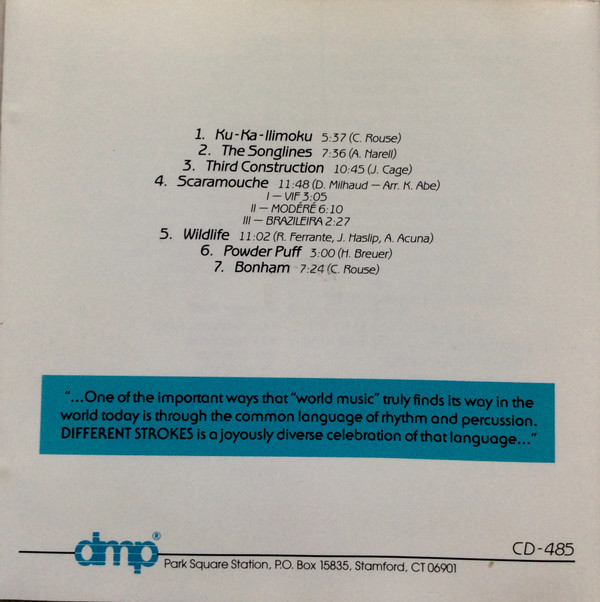 1. Ku-Ka-Ilimoku 5:37 (C. Rouse)
2. The Songlines 7:36 (A. Narell)
3. Third Construction 10:45 (J. Cage)
4. Scaramouche 11:48 (D. Milhaud — Arr. K. Abe)
I — VIF 3:05
II — MODÉRÉ 6:10
III — BRAZILEIRA 2:27
5. Wildlife 11:02 (R. Ferrante, J. Haslip, A. Acuna)
6. Powder Puff 3:00 (H. Breuer)
7. Bonham 7:24 (C. Rouse)
"...One of the important ways that "world music" truly finds its way in the
world today is through the common language of rhythm and percussion.
DIFFERENT STROKES is a joyously diverse celebration of that language..."
dmp®
Park Square Station, P.O. Box 15835, Stamford, CT 06901
CD-485